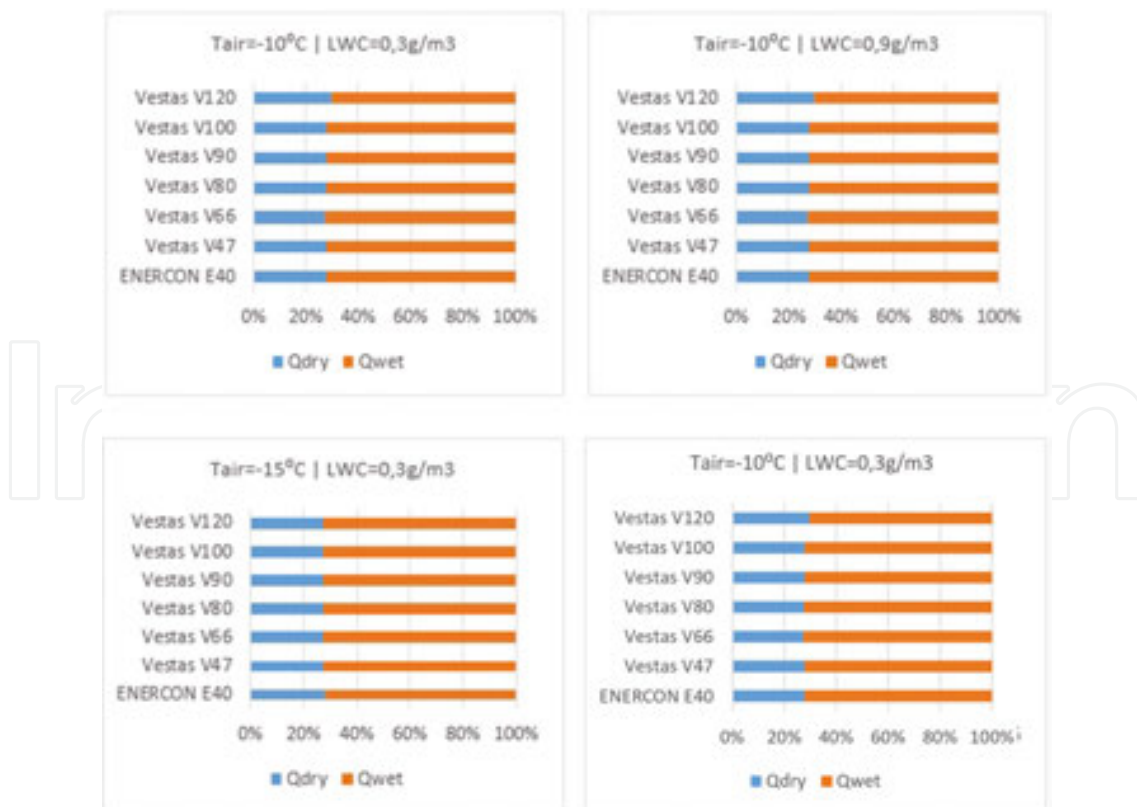 Tair=-10⁰C | LWC=0,3g/m3
Vestas V120
Vestas V100
Vestas V90
Vestas V80
Vestas V66
Vestas V47
ENERCON E40
0% 20% 40% 60% 80% 100%
Qdry Qwet
Tair=-10⁰C | LWC=0,9g/m3
Vestas V120
Vestas V100
Vestas V90
Vestas V80
Vestas V66
Vestas V47
ENERCON E40
0% 20% 40% 60% 80% 100%
Qdry Qwet
Tair=-15⁰C | LWC=0,3g/m3
Vestas V120
Vestas V100
Vestas V90
Vestas V80
Vestas V66
Vestas V47
ENERCON E40
0% 20% 40% 60% 80% 100%
Qdry Qwet
Tair=-10⁰C | LWC=0,3g/m3
Vestas V120
Vestas V100
Vestas V90
Vestas V80
Vestas V66
Vestas V47
ENERCON E40
0% 20% 40% 60% 80% 100%
Qdry Qwet